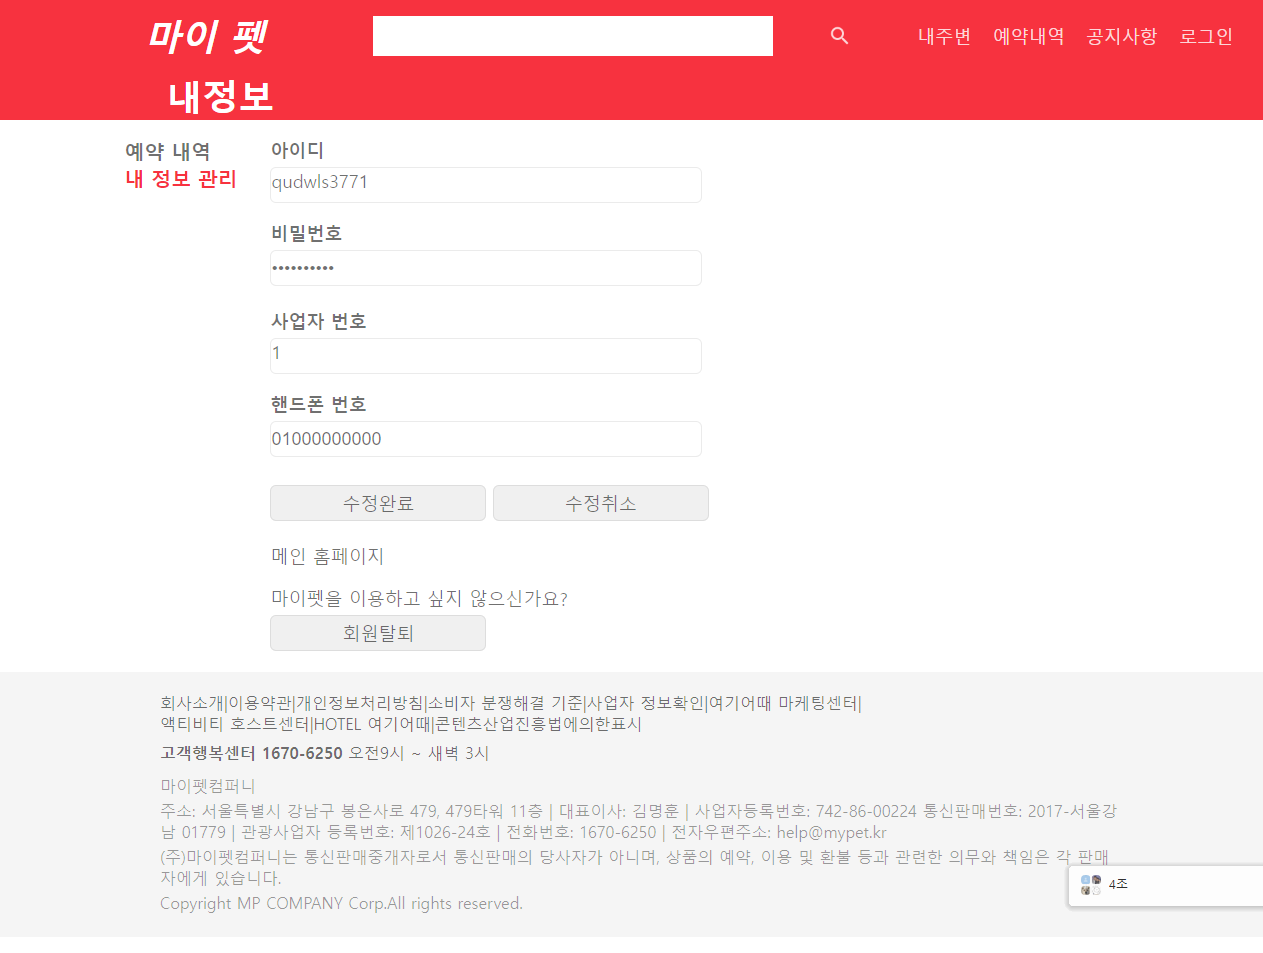 마이 펫
내주변 예약내역 공지사항 로그인
내정보
예약 내역
내 정보 관리
아이디
qudwls3771
비밀번호
••••••••••
사업자 번호
1
핸드폰 번호
01000000000
수정완료 수정취소
메인 홈페이지
마이펫을 이용하고 싶지 않으신가요?
회원탈퇴
회사소개|이용약관|개인정보처리방침|소비자 분쟁해결 기준|사업자 정보확인|여기어때 마케팅센터|
액티비티 호스트센터|HOTEL 여기어때|콘텐츠산업진흥법에의한표시
고객행복센터 1670-6250 오전9시 ~ 새벽 3시
마이펫컴퍼니
주소: 서울특별시 강남구 봉은사로 479, 479타워 11층 | 대표이사: 김명훈 | 사업자등록번호: 742-86-00224 통신판매번호: 2017-서울강
남 01779 | 관광사업자 등록번호: 제1026-24호 | 전화번호: 1670-6250 | 전자우편주소: help@mypet.kr
(주)마이펫컴퍼니는 통신판매중개자로서 통신판매의 당사자가 아니며, 상품의 예약, 이용 및 환불 등과 관련한 의무와 책임은 각 판매
자에게 있습니다.
4조
Copyright MP COMPANY Corp.All rights reserved.